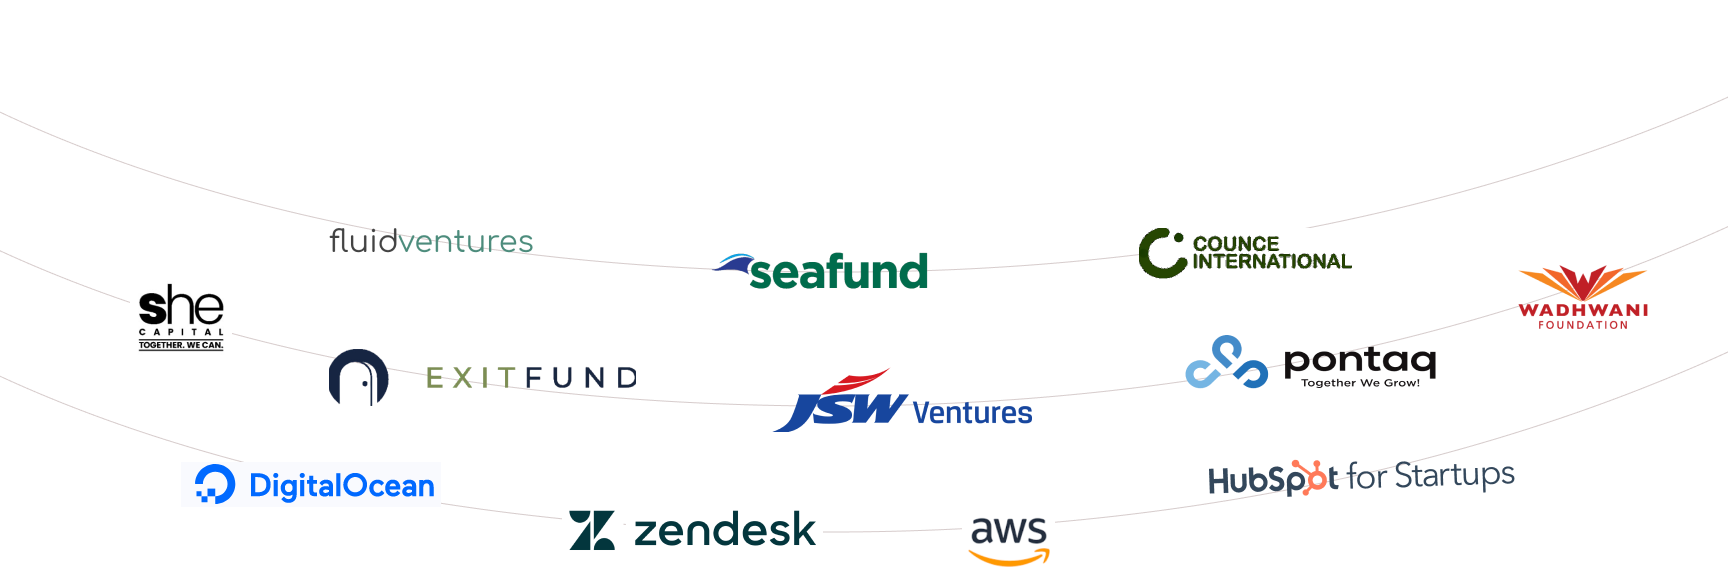 fluidventures
seafund
COUNCE
INTERNATIONAL
she
CAPITAL
TOGETHER. WE CAN.
WADHWANI
FOUNDATION
EXITFUND
JSW Ventures
pontaq
Together We Grow!
DigitalOcean
HubSpot for Startups
zendesk
aws